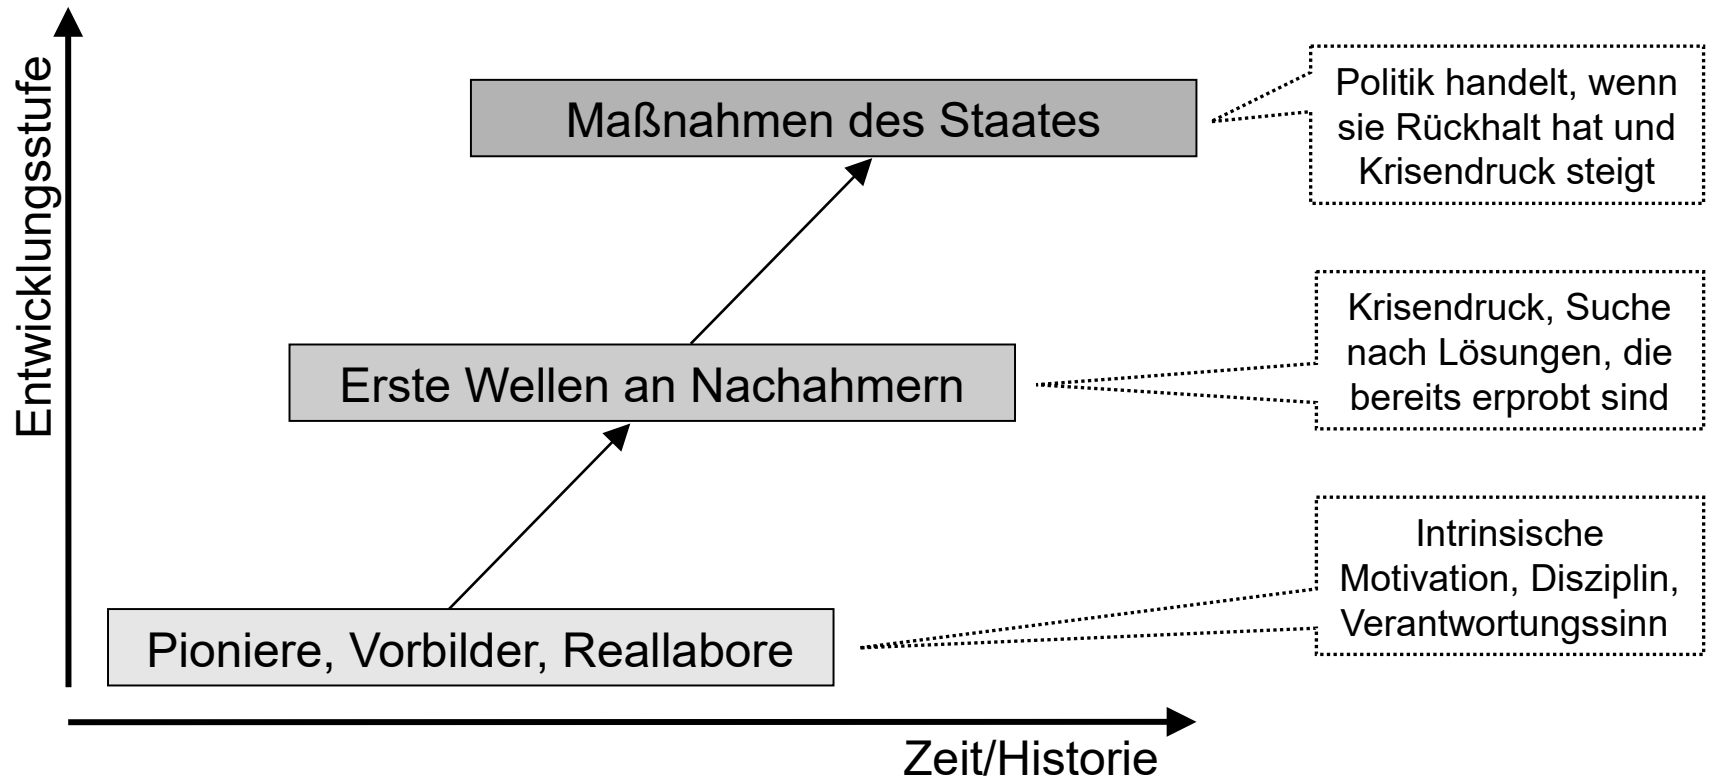 Entwicklungsstufe
Maßnahmen des Staates
Politik handelt, wenn
sie Rückhalt hat und
Krisendruck steigt
Erste Wellen an Nachahmern
Krisendruck, Suche
nach Lösungen, die
bereits erprobt sind
Pioniere, Vorbilder, Reallabore
Intrinsische
Motivation, Disziplin,
Verantwortungssinn
Zeit/Historie